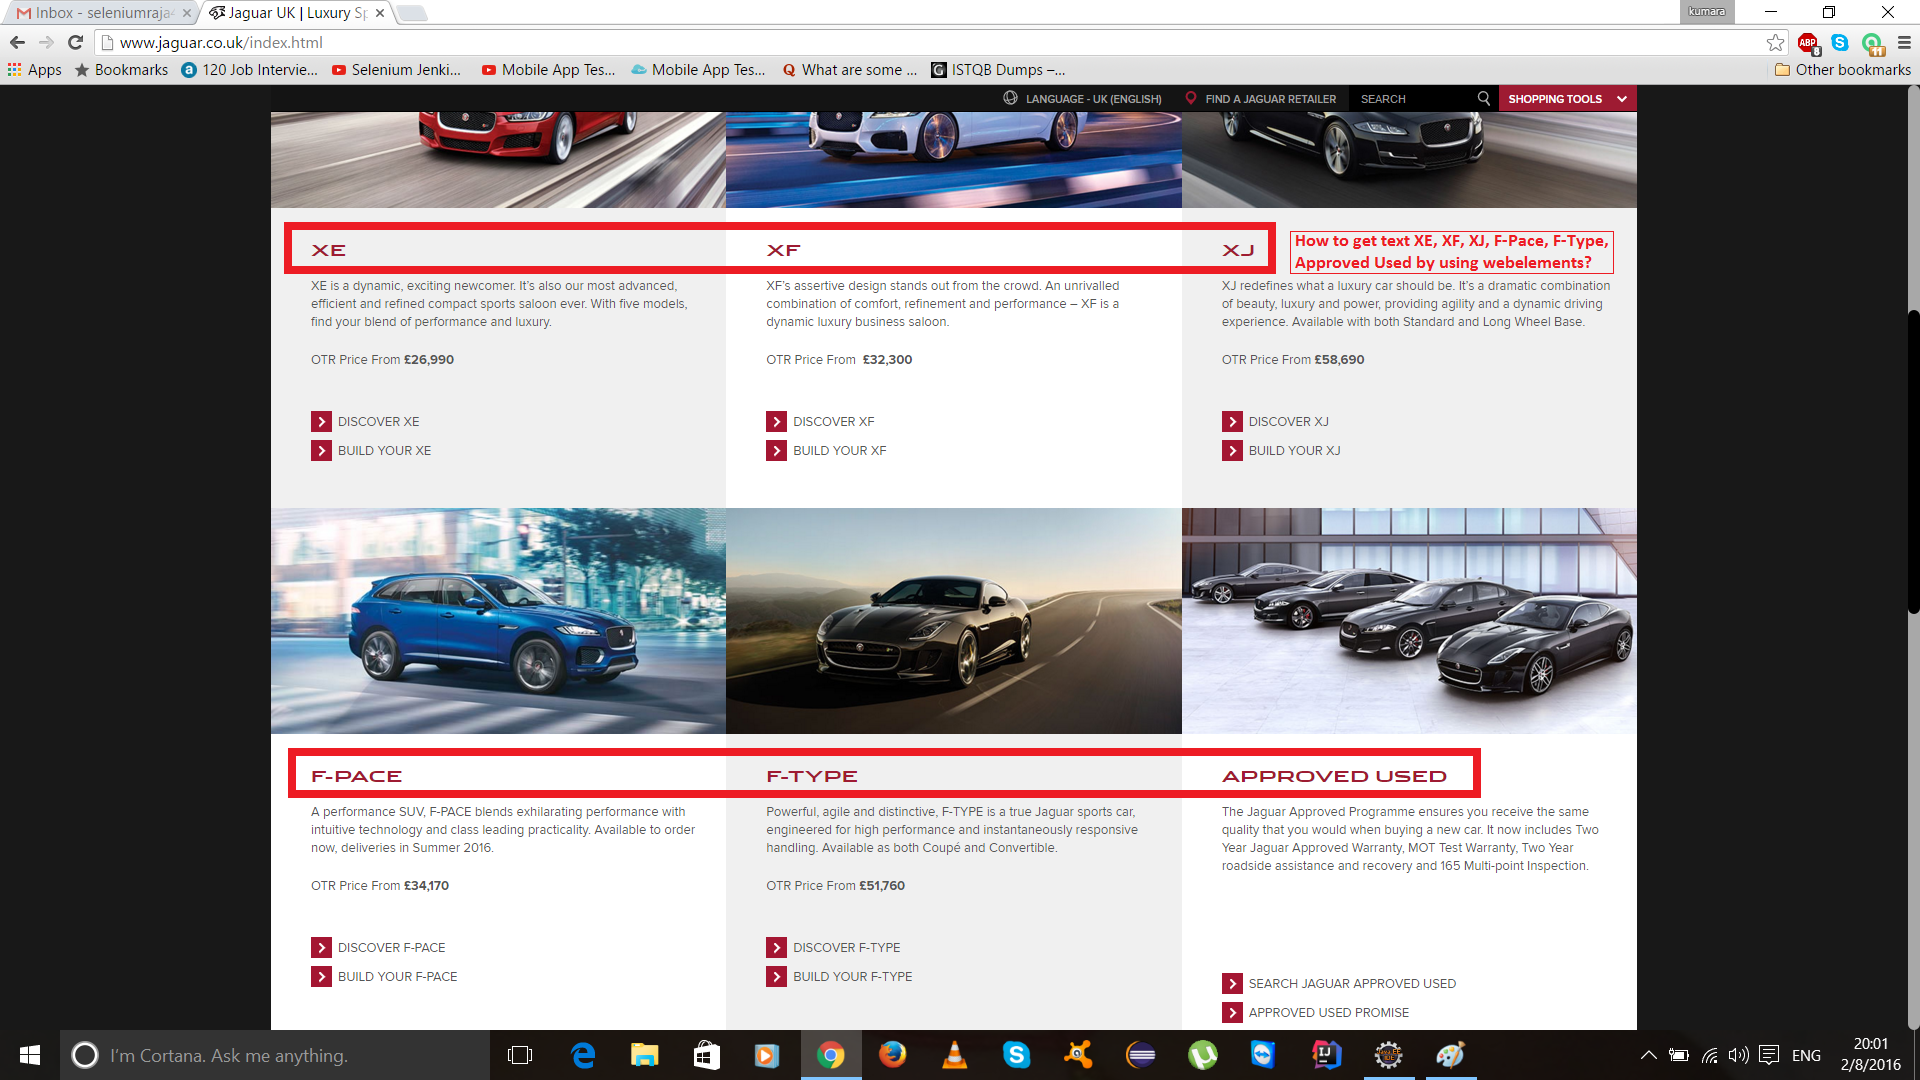 Inbox - seleniumraja
Jaguar UK | Luxury Sp
kumara
www.jaguar.co.uk/index.html
ABP
8
S
11
Apps
Bookmarks
120 Job Intervie...
Selenium Jenki...
Mobile App Tes...
Mobile App Tes...
What are some ...
ISTQB Dumps –...
Other bookmarks
LANGUAGE - UK (ENGLISH)
FIND A JAGUAR RETAILER
SEARCH
SHOPPING TOOLS
XE
XF
XJ
How to get text XE, XF, XJ, F-Pace, F-Type,
Approved Used by using webelements?
XE is a dynamic, exciting newcomer. It's also our most advanced,
efficient and refined compact sports saloon ever. With five models,
find your blend of performance and luxury.
OTR Price From £26,990
DISCOVER XE
BUILD YOUR XE
XF's assertive design stands out from the crowd. An unrivalled
combination of comfort, refinement and performance – XF is a
dynamic luxury business saloon.
OTR Price From £32,300
DISCOVER XF
BUILD YOUR XF
XJ redefines what a luxury car should be. It's a dramatic combination
of beauty, luxury and power, providing agility and a dynamic driving
experience. Available with both Standard and Long Wheel Base.
OTR Price From £58,690
DISCOVER XJ
BUILD YOUR XJ
F-PACE
F-TYPE
APPROVED USED
A performance SUV, F-PACE blends exhilarating performance with
intuitive technology and class leading practicality. Available to order
now, deliveries in Summer 2016.
OTR Price From £34,170
DISCOVER F-PACE
BUILD YOUR F-PACE
Powerful, agile and distinctive, F-TYPE is a true Jaguar sports car,
engineered for high performance and instantaneously responsive
handling. Available as both Coupé and Convertible.
OTR Price From £51,760
DISCOVER F-TYPE
BUILD YOUR F-TYPE
The Jaguar Approved Programme ensures you receive the same
quality that you would when buying a new car. It now includes Two
Year Jaguar Approved Warranty, MOT Test Warranty, Two Year
roadside assistance and recovery and 165 Multi-point Inspection.
SEARCH JAGUAR APPROVED USED
APPROVED USED PROMISE
I'm Cortana. Ask me anything.
ENG
20:01
2/8/2016